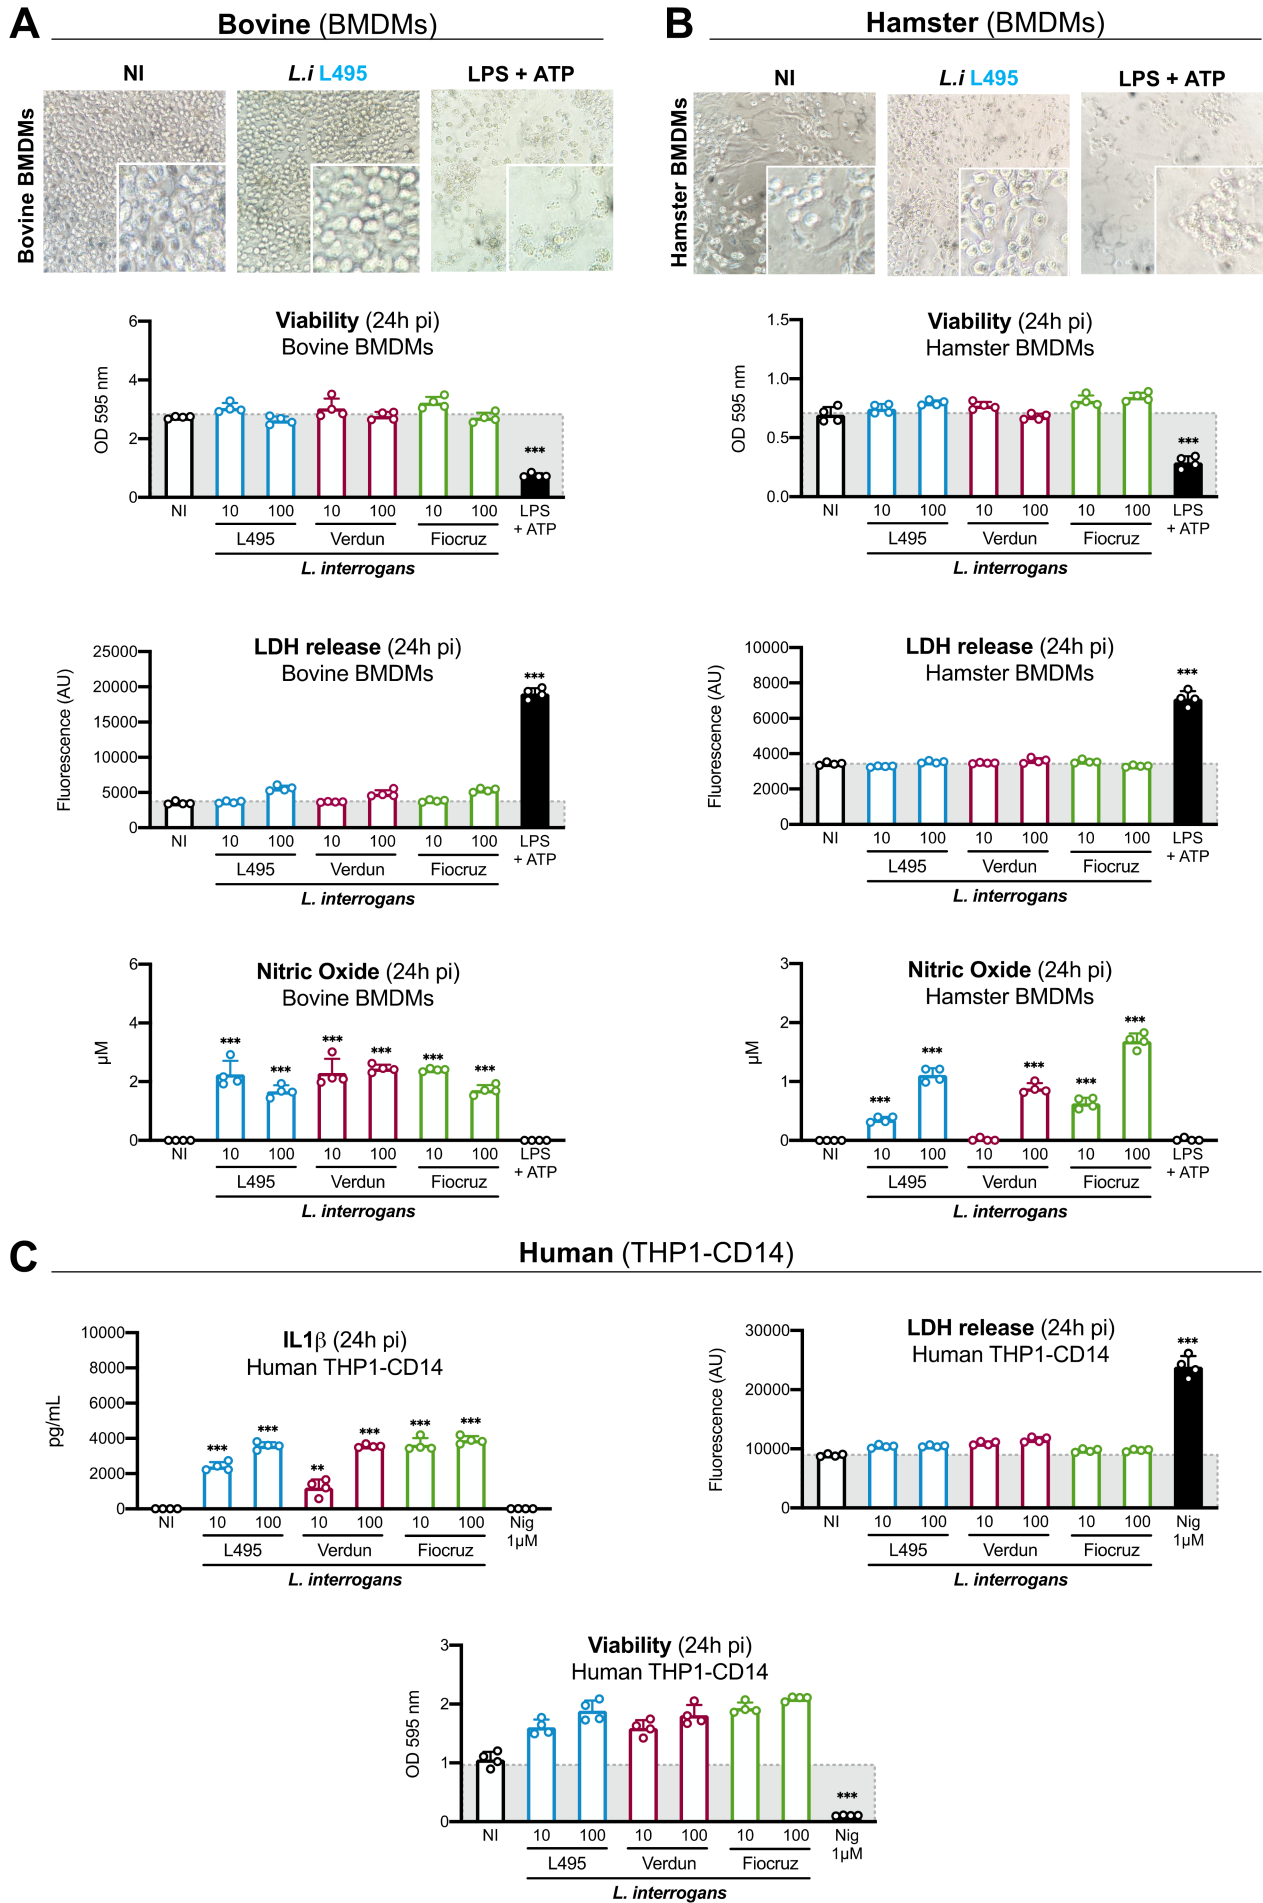 A
Bovine (BMDMs)
NI
L.i L495
LPS + ATP
Bovine BMDMs
Viability (24h pi)
Bovine BMDMs
OD 595 nm
6
4
2
0
***
NI
10 100 10 100 10 100
LPS
+ ATP
L495 Verdun Fiocruz
L. interrogans
LDH release (24h pi)
Bovine BMDMs
Fluorescence (AU)
25000
20000
15000
10000
5000
0
***
NI
10 100 10 100 10 100
LPS
+ ATP
L495 Verdun Fiocruz
L. interrogans
Nitric Oxide (24h pi)
Bovine BMDMs
µM
6
4
2
0
*** *** *** *** *** ***
NI
10 100 10 100 10 100
LPS
+ ATP
L495 Verdun Fiocruz
L. interrogans
B
Hamster (BMDMs)
NI
L.i L495
LPS + ATP
Hamster BMDMs
Viability (24h pi)
Hamster BMDMs
OD 595 nm
1.5
1.0
0.5
0.0
***
NI
10 100 10 100 10 100
LPS
+ ATP
L495 Verdun Fiocruz
L. interrogans
LDH release (24h pi)
Hamster BMDMs
Fluorescence (AU)
10000
8000
6000
4000
2000
0
***
NI
10 100 10 100 10 100
LPS
+ ATP
L495 Verdun Fiocruz
L. interrogans
Nitric Oxide (24h pi)
Hamster BMDMs
µM
3
2
1
0
*** *** *** *** ***
NI
10 100 10 100 10 100
LPS
+ ATP
L495 Verdun Fiocruz
L. interrogans
C
Human (THP1-CD14)
IL1β (24h pi)
Human THP1-CD14
pg/mL
10000
8000
6000
4000
2000
0
*** *** ** *** *** ***
NI
10 100 10 100 10 100
Nig
1µM
L495 Verdun Fiocruz
L. interrogans
LDH release (24h pi)
Human THP1-CD14
Fluorescence (AU)
30000
20000
10000
0
***
NI
10 100 10 100 10 100
Nig
1µM
L495 Verdun Fiocruz
L. interrogans
Viability (24h pi)
Human THP1-CD14
OD 595 nm
3
2
1
0
***
NI
10 100 10 100 10 100
Nig
1µM
L495 Verdun Fiocruz
L. interrogans